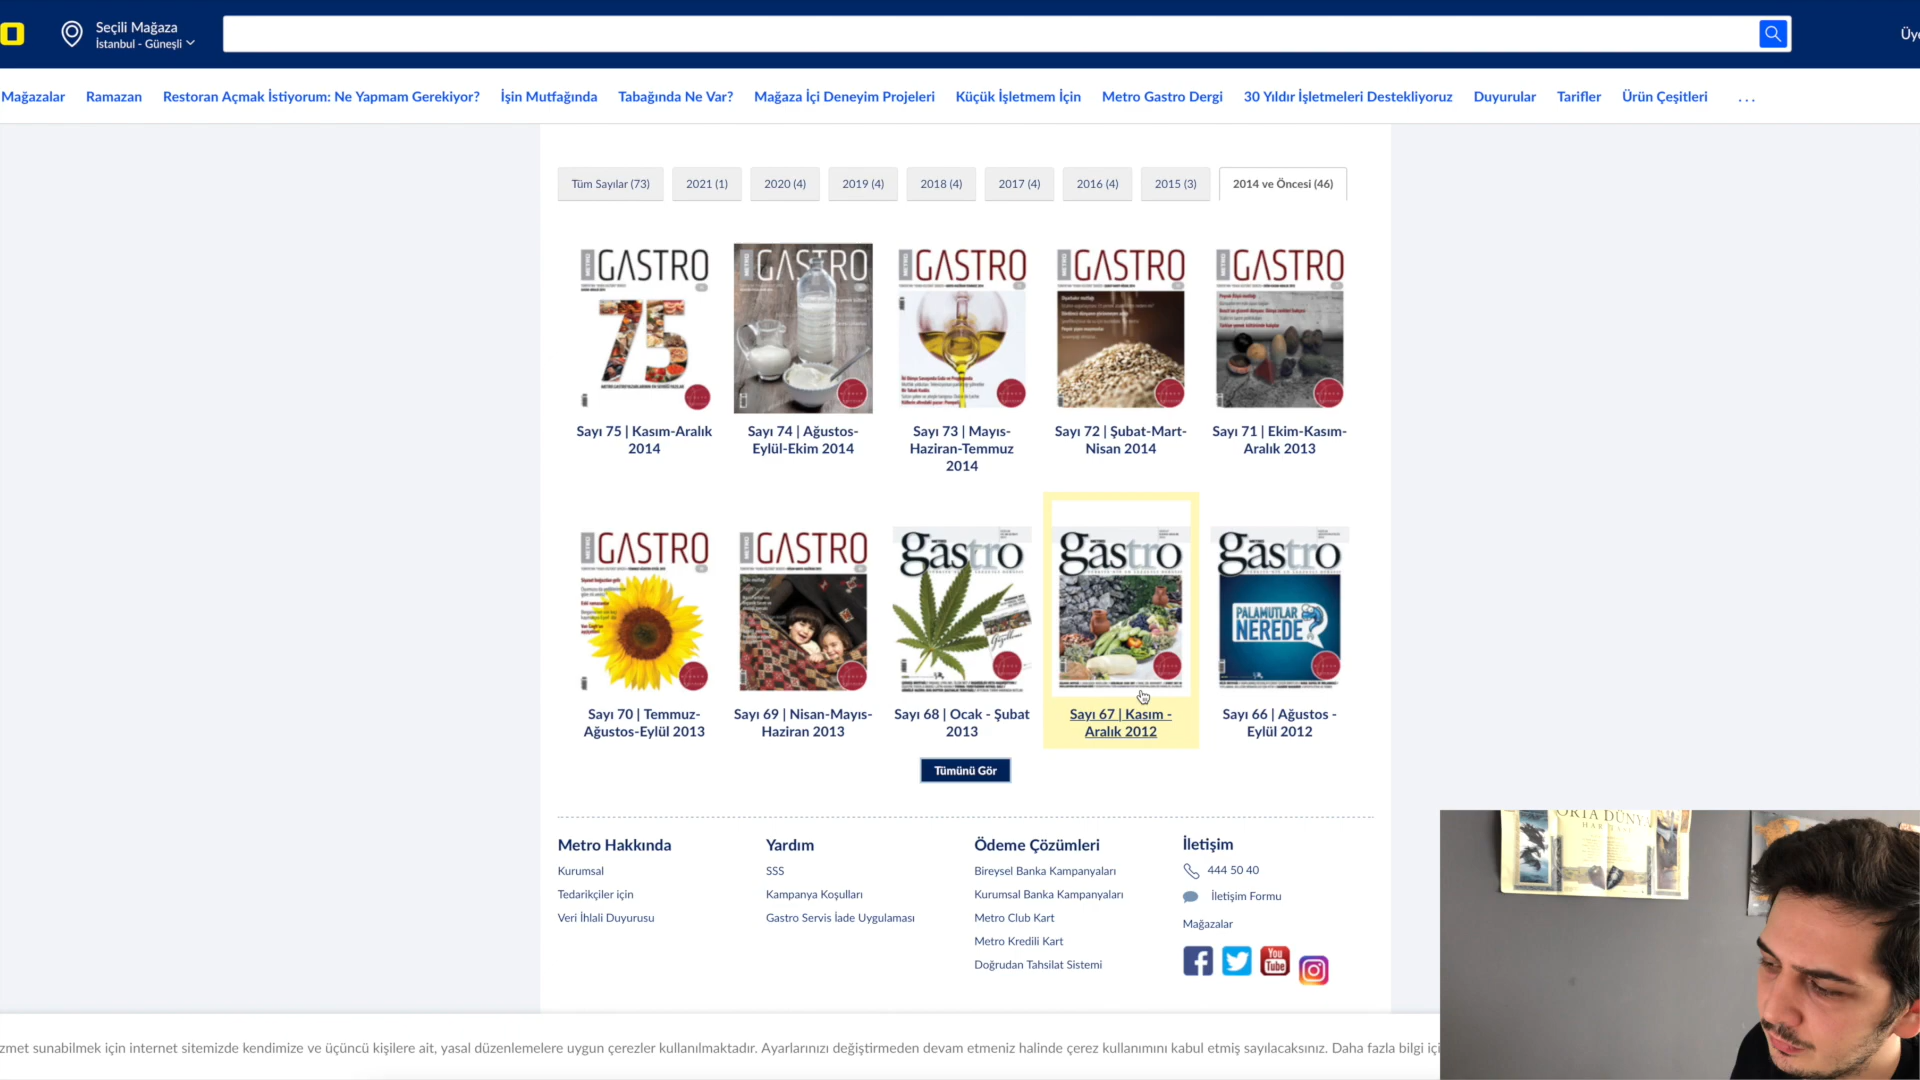 Seçili Mağaza
İstanbul - Güneşli
Üye
Mağazalar Ramazan Restoran Açmak İstiyorum: Ne Yapmam Gerekiyor? İşin Mutfağında Tabağında Ne Var? Mağaza İçi Deneyim Projeleri Küçük İşletmem İçin Metro Gastro Dergi 30 Yıldır İşletmeleri Destekliyoruz Duyurular Tarifler Ürün Çeşitleri ...
Tüm Sayılar (73) 2021 (1) 2020 (4) 2019 (4) 2018 (4) 2017 (4) 2016 (4) 2015 (3) 2014 ve Öncesi (46)
GASTRO GASTRO GASTRO GASTRO GASTRO
75
Sayı 75 | Kasım-Aralık
2014
Sayı 74 | Ağustos-
Eylül-Ekim 2014
Sayı 73 | Mayıs-
Haziran-Temmuz
2014
Sayı 72 | Şubat-Mart-
Nisan 2014
Sayı 71 | Ekim-Kasım-
Aralık 2013
GASTRO GASTRO gastro gastro gastro
PALAMUTLAR
NEREDE?
Sayı 70 | Temmuz-
Ağustos-Eylül 2013
Sayı 69 | Nisan-Mayıs-
Haziran 2013
Sayı 68 | Ocak - Şubat
2013
Sayı 67 | Kasım -
Aralık 2012
Sayı 66 | Ağustos -
Eylül 2012
Tümünü Gör
Metro Hakkında
Kurumsal
Tedarikçiler için
Veri İhlali Duyurusu
Yardım
SSS
Kampanya Koşulları
Gastro Servis İade Uygulaması
Ödeme Çözümleri
Bireysel Banka Kampanyaları
Kurumsal Banka Kampanyaları
Metro Club Kart
Metro Kredili Kart
Doğrudan Tahsilat Sistemi
İletişim
444 50 40
İletişim Formu
Mağazalar
You
Tube
ORTA DÜNYA
zmet sunabilmek için internet sitemizde kendimize ve üçüncü kişilere ait, yasal düzenlemelere uygun çerezler kullanılmaktadır. Ayarlarınızı değiştirmeden devam etmeniz halinde çerez kullanımını kabul etmiş sayılacaksınız. Daha fazla bilgi içi